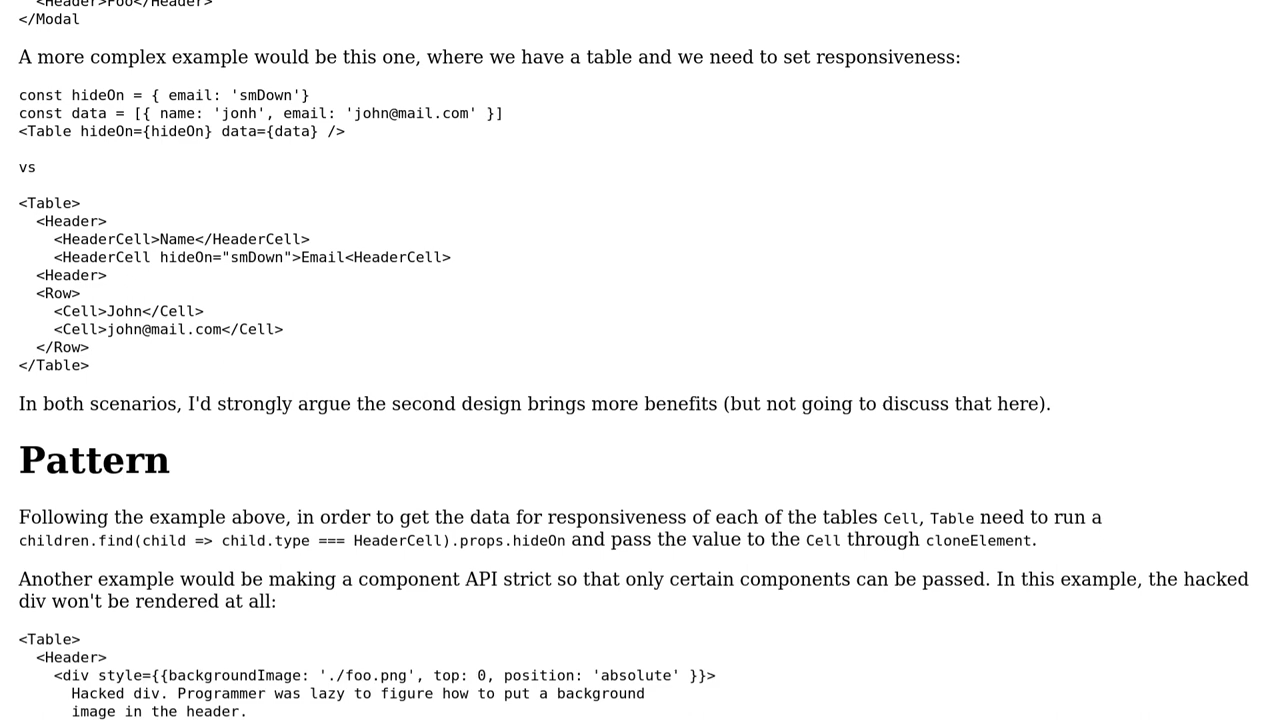 <Header>Foo</Header>
</Modal
A more complex example would be this one, where we have a table and we need to set responsiveness:
const hideOn = { email: 'smDown'}
const data = [{ name: 'jonh', email: 'john@mail.com' }]
<Table hideOn={hideOn} data={data} />
vs
<Table>
  <Header>
    <HeaderCell>Name</HeaderCell>
    <HeaderCell hideOn="smDown">Email<HeaderCell>
  <Header>
  <Row>
    <Cell>John</Cell>
    <Cell>john@mail.com</Cell>
  </Row>
</Table>
In both scenarios, I'd strongly argue the second design brings more benefits (but not going to discuss that here).
Pattern
Following the example above, in order to get the data for responsiveness of each of the tables Cell, Table need to run a
children.find(child => child.type === HeaderCell).props.hideOn and pass the value to the Cell through cloneElement.
Another example would be making a component API strict so that only certain components can be passed. In this example, the hacked
div won't be rendered at all:
<Table>
  <Header>
    <div style={{backgroundImage: './foo.png', top: 0, position: 'absolute' }}>
      Hacked div. Programmer was lazy to figure how to put a background
      image in the header.